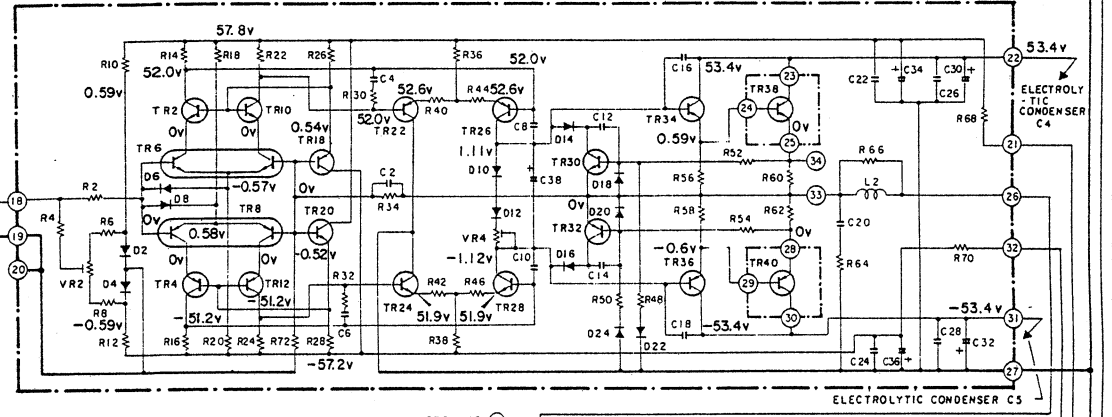 57.8v
R14 R18 R22 R26 R36
R10
52.0v
C4
52.6v R44 52.6v
52.0v
C16
53.4v
23
22 53.4v
0.59v
R30
R40
C22 C34 C30
C26
TR2 TR10
52.0v
TR22
TR26
C8
C12
TR34
24
TR38
ELECTROLY
-TIC
CONDENSER
C4
0v 0v
0.54v
TR18
D14
0.59v
0v
25
R68
21
TR6
1.11v
D10
C38
TR30
R52
34
R66
D6
-0.57v
C2
D18
R56
R60
18
R2
D8
0v
R34
D20
33
L2
26
R4
R6
0v
TR8
TR20
D12
R58
R62
19
D2
0.58v
-0.52v
VR4
TR32
R54
0v
C20
32
20
0v 0v
-1.12v
C10
D16
C14
-0.6v
28
R64
R70
VR2
D4
TR4
TR12
R32
R42 R46
TR36
29
TR40
R8
-51.2v
TR24
51.9v
51.9v
TR28
R50
R48
30
-0.59v
-51.2v
C6
D24
C18
-53.4v
-53.4v
31
R12
R16 R20 R24 R72 R28
R38
D22
C28
C32
-57.2v
C24 C36
27
ELECTROLYTIC CONDENSER C5